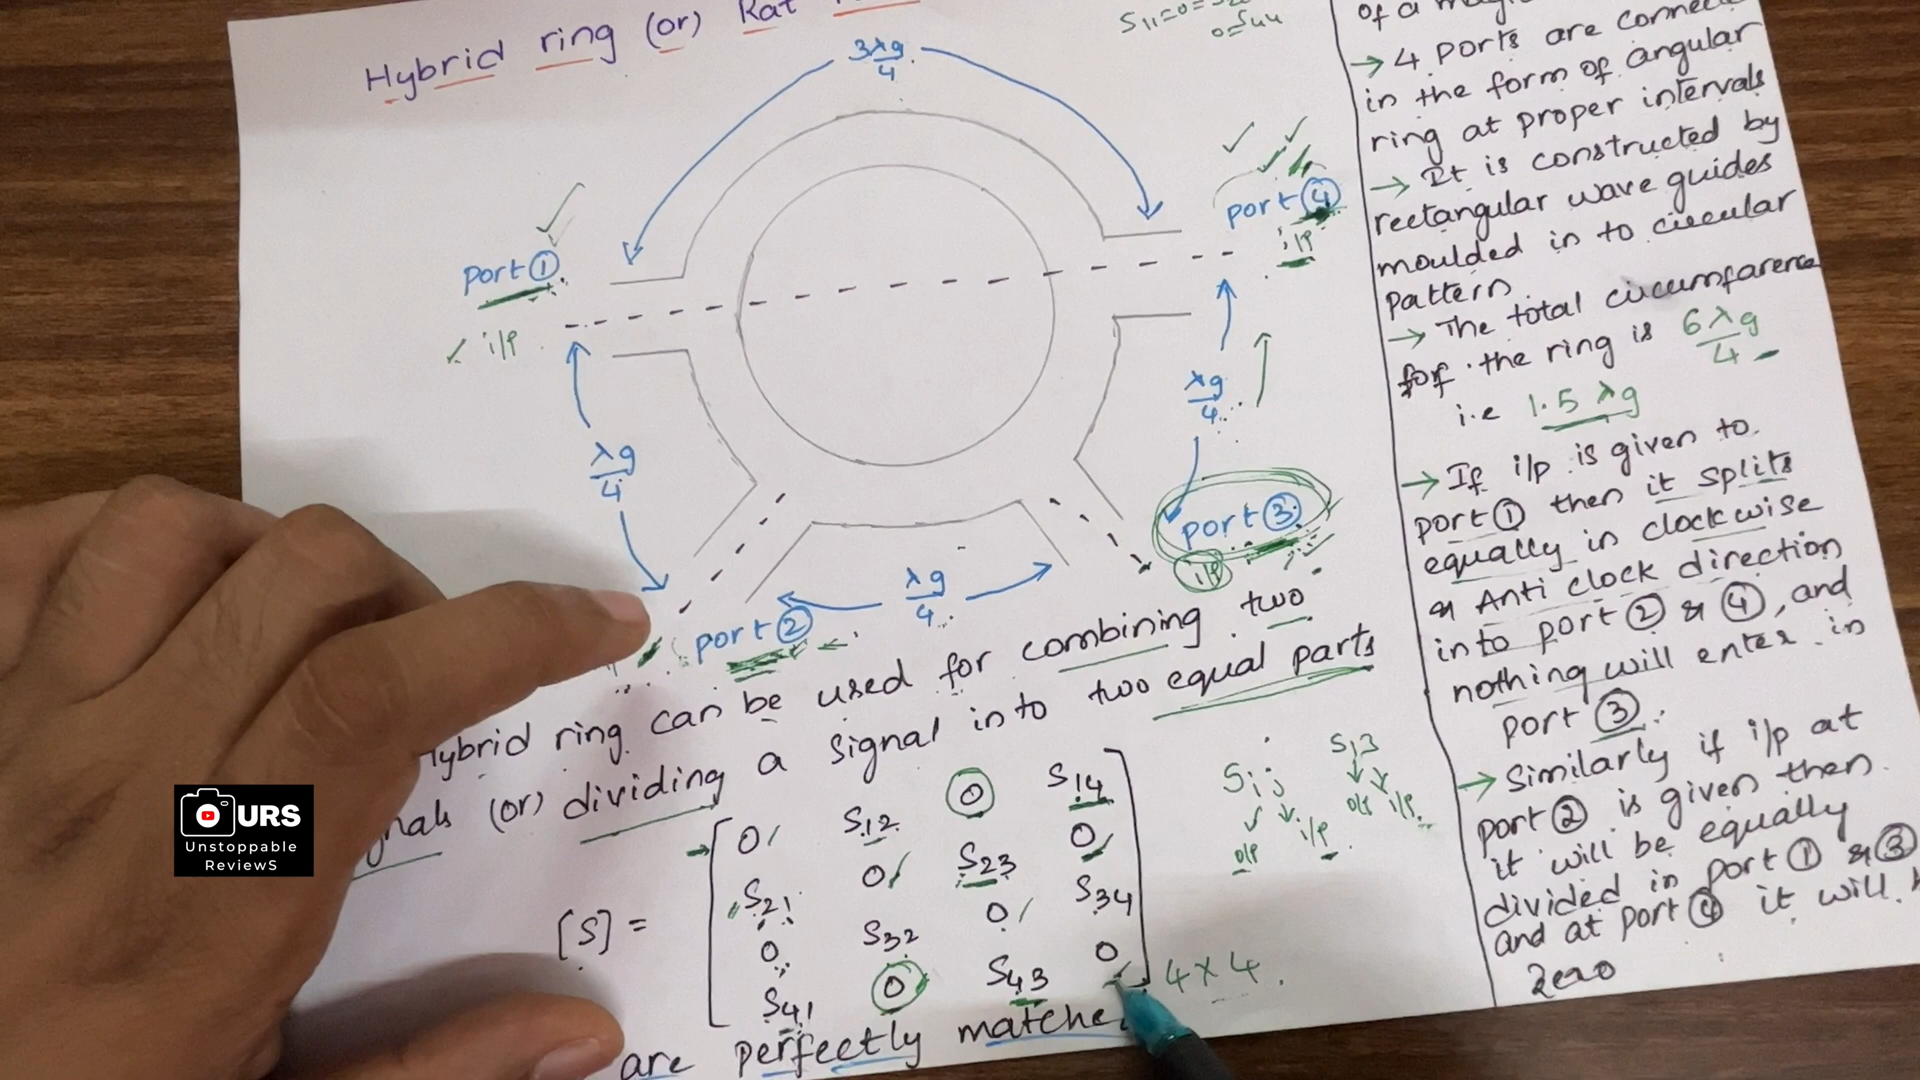 Hybrid ring (or) Rat
S11=0=
0=S44
3λg/4
port ①
i/p
port ④
i/p
λg/4
λg/4
port ③
i/p
λg/4
port ②
Hybrid ring can be used for combining two
signals (or) dividing a signal into two equal parts
[S] =
0 S12 0 S14
S21 0 S23 0
0 S32 0 S34
S41 0 S43 0
4×4
Sij
o/p i/p
S13
o/p i/p
are perfectly matche
of a
→ 4 ports are connec
in the form of angular
ring at proper intervals
→ It is constructed by
rectangular wave guides
moulded in to circular
pattern
→ The total circumfarence
for the ring is 6λg/4
i.e 1.5 λg
→ If i/p is given to
port ① then it splits
equally in clockwise
& Anti clock direction
into port ② & ④, and
nothing will enter in
port ③.
→ Similarly if i/p at
port ② is given then
it will be equally
divided in port ① & ③
and at port ④ it will
Zero
OURS
Unstoppable
ReviewS